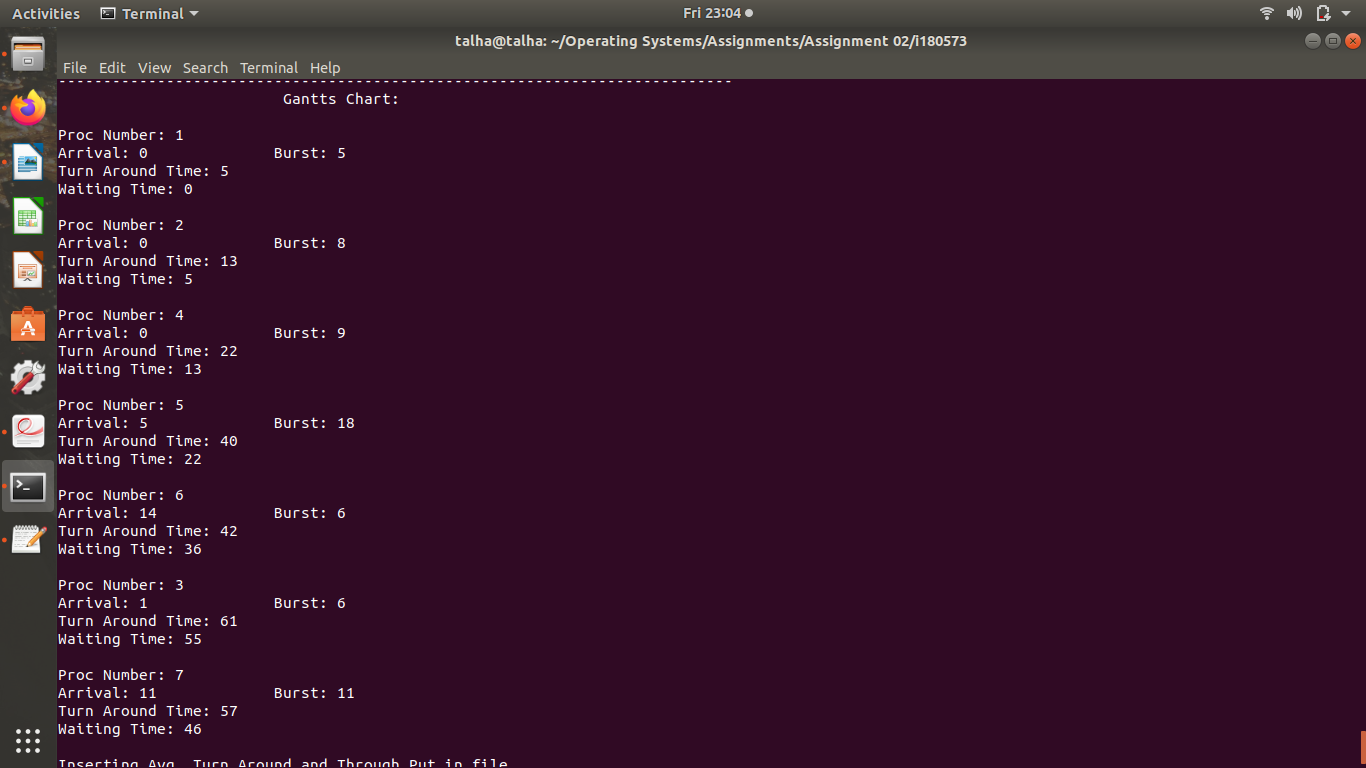 Activities Terminal Fri 23:04
talha@talha: ~/Operating Systems/Assignments/Assignment 02/i180573
File Edit View Search Terminal Help
---------------------------------------------------------------------------
Gantts Chart:
Proc Number: 1
Arrival: 0 Burst: 5
Turn Around Time: 5
Waiting Time: 0
Proc Number: 2
Arrival: 0 Burst: 8
Turn Around Time: 13
Waiting Time: 5
Proc Number: 4
Arrival: 0 Burst: 9
Turn Around Time: 22
Waiting Time: 13
Proc Number: 5
Arrival: 5 Burst: 18
Turn Around Time: 40
Waiting Time: 22
Proc Number: 6
Arrival: 14 Burst: 6
Turn Around Time: 42
Waiting Time: 36
Proc Number: 3
Arrival: 1 Burst: 6
Turn Around Time: 61
Waiting Time: 55
Proc Number: 7
Arrival: 11 Burst: 11
Turn Around Time: 57
Waiting Time: 46
Inserting Avg. Turn Around and Through Put in file